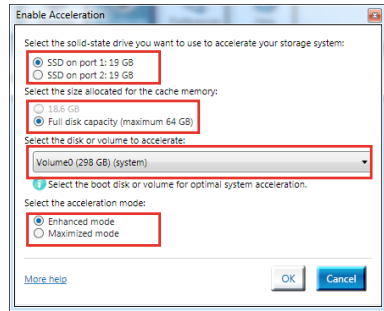 Enable Acceleration
Select the solid-state drive you want to use to accelerate your storage system:
SSD on port 1: 19 GB
SSD on port 2: 19 GB
Select the size allocated for the cache memory:
18.6 GB
Full disk capacity (maximum 64 GB)
Select the disk or volume to accelerate:
Volume0 (298 GB) (system)
Select the boot disk or volume for optimal system acceleration.
Select the acceleration mode:
Enhanced mode
Maximized mode
More help
OK
Cancel